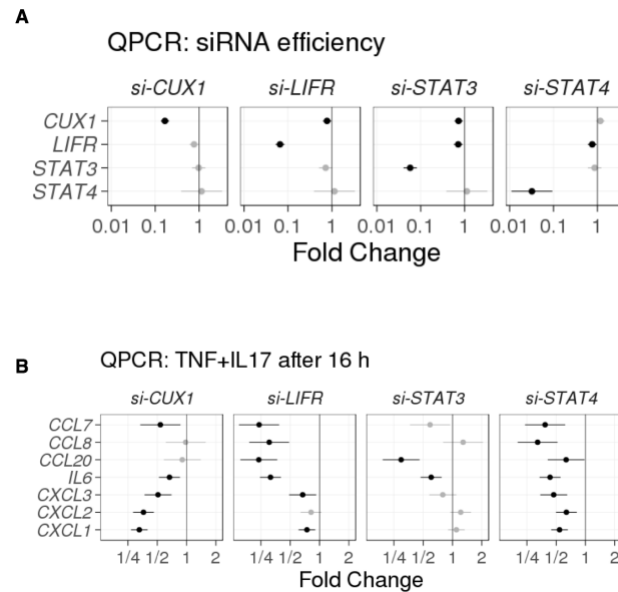 A
QPCR: siRNA efficiency
si-CUX1 si-LIFR si-STAT3 si-STAT4
CUX1
LIFR
STAT3
STAT4
0.01 0.1 1 0.01 0.1 1 0.01 0.1 1 0.01 0.1 1
Fold Change
B
QPCR: TNF+IL17 after 16 h
si-CUX1 si-LIFR si-STAT3 si-STAT4
CCL7
CCL8
CCL20
IL6
CXCL3
CXCL2
CXCL1
1/4 1/2 1 2 1/4 1/2 1 2 1/4 1/2 1 2 1/4 1/2 1 2
Fold Change